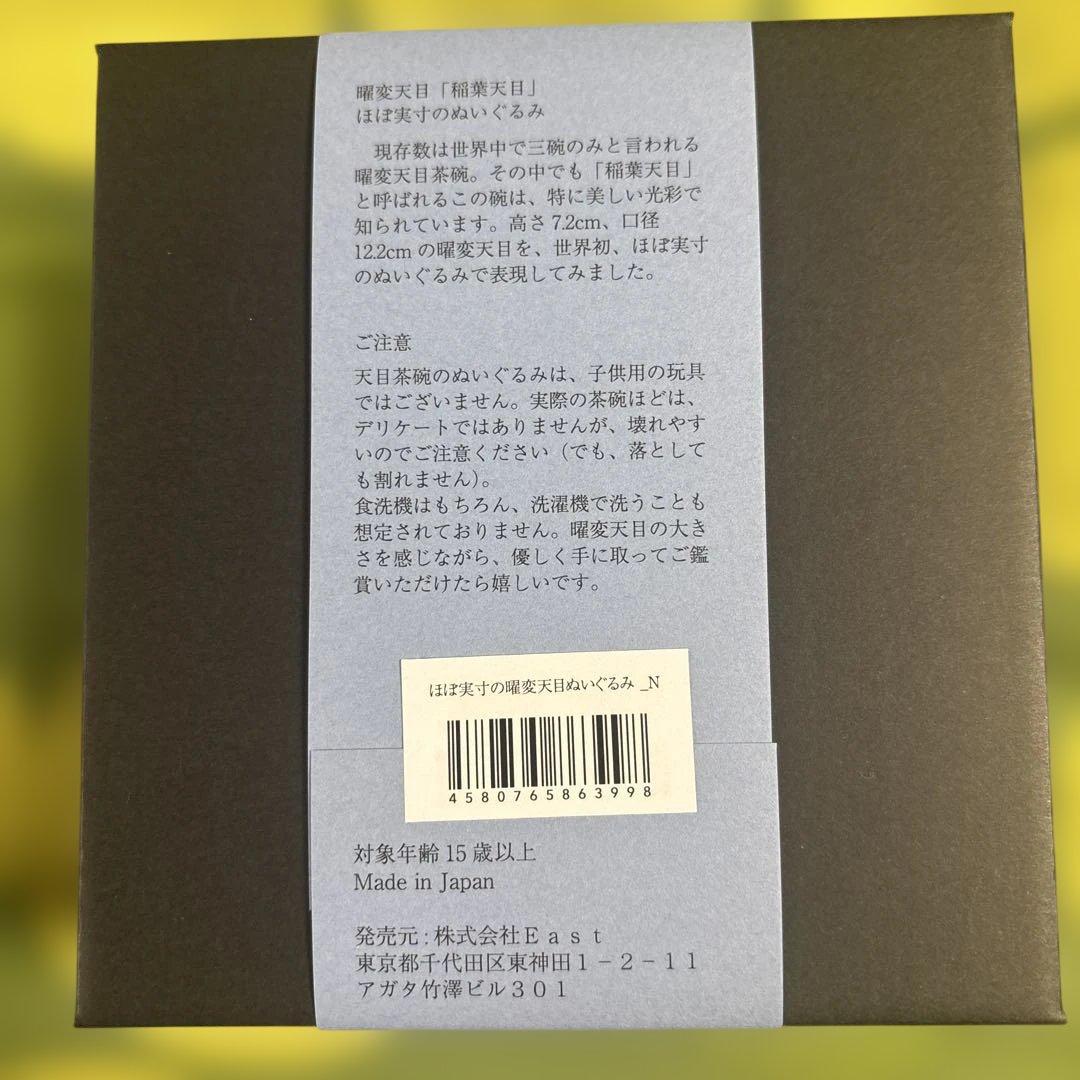 曜変天目「稲葉天目」
ほぼ実寸のぬいぐるみ
　現存数は世界中で三碗のみと言われる
曜変天目茶碗。その中でも「稲葉天目」
と呼ばれるこの碗は、特に美しい光彩で
知られています。高さ 7.2cm、口径
12.2cm の曜変天目を、世界初、ほぼ実寸
のぬいぐるみで表現してみました。
ご注意
天目茶碗のぬいぐるみは、子供用の玩具
ではございません。実際の茶碗ほどは、
デリケートではありませんが、壊れやす
いのでご注意ください（でも、落として
も割れません）。
食洗機はもちろん、洗濯機で洗うことも
想定されておりません。曜変天目の大き
さを感じながら、優しく手に取ってご鑑
賞いただけたら嬉しいです。
ほぼ実寸の曜変天目ぬいぐるみ _N
4580765863998
対象年齢 15 歳以上
Made in Japan
発売元 : 株式会社Ｅａｓｔ
東京都千代田区東神田１－２－１１
アガタ竹澤ビル３０１